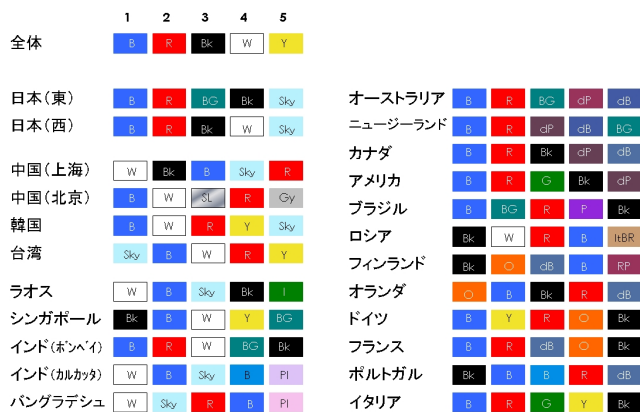 1 2 3 4 5
全体 B R Bk W Y
日本(東) B R BG Bk Sky
日本(西) B R Bk W Sky
中国(上海) W Bk B Sky R
中国(北京) B W SL R Gy
韓国 B W R Y Sky
台湾 Sky B W R Y
ラオス W B Sky Bk I
シンガポール Bk B W Y BG
インド(ボンベイ) B R W BG Bk
インド(カルカッタ) W B Sky B Pl
バングラデシュ W Sky R B Pl
オーストラリア B R BG dP dB
ニュージーランド B R dP dB BG
カナダ B R Bk dP dB
アメリカ B R G Bk dP
ブラジル B BG R P Bk
ロシア Bk W R B ltBR
フィンランド Bk O dB B RP
オランダ O B Bk R dB
ドイツ B Y R O Bk
フランス B R dB O Bk
ポルトガル Bk B B R dB
イタリア B R G Y Bk